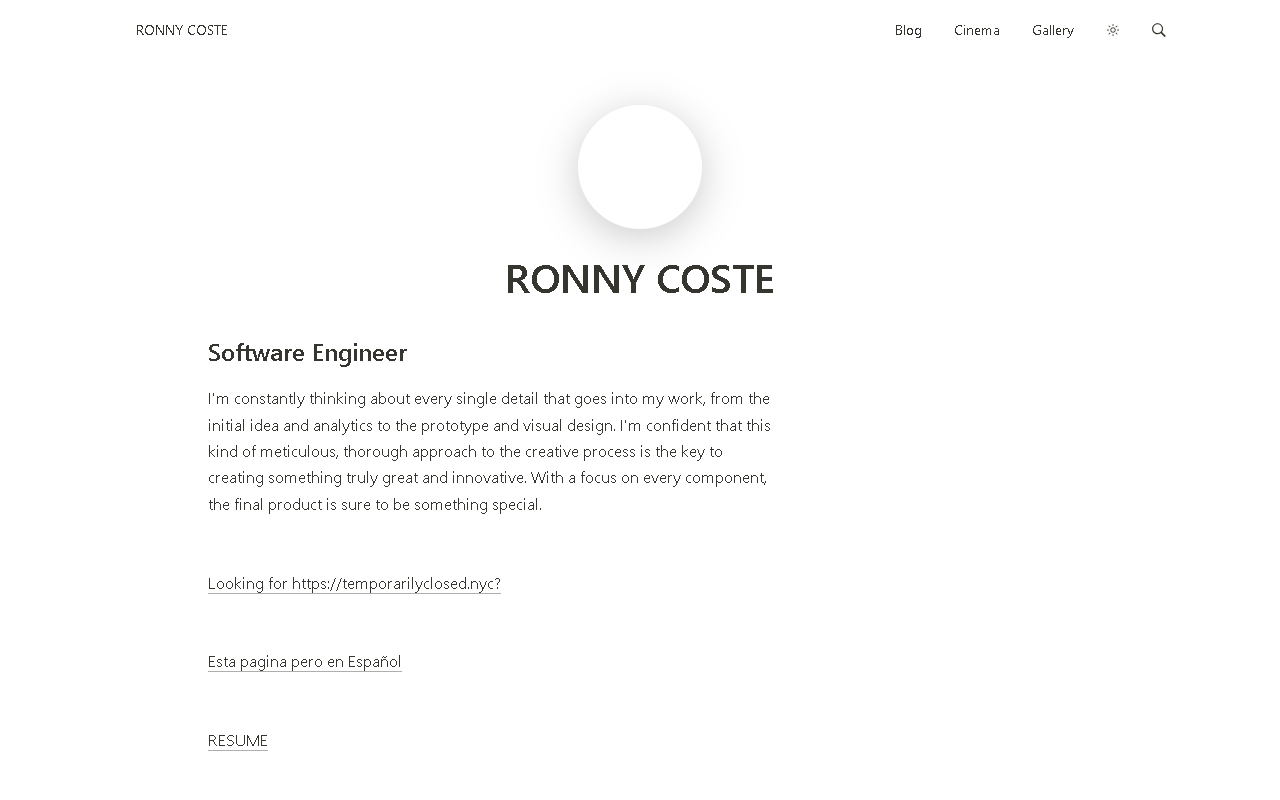 RONNY COSTE
Blog
Cinema
Gallery
RONNY COSTE
Software Engineer
I'm constantly thinking about every single detail that goes into my work, from the
initial idea and analytics to the prototype and visual design. I'm confident that this
kind of meticulous, thorough approach to the creative process is the key to
creating something truly great and innovative. With a focus on every component,
the final product is sure to be something special.
Looking for https://temporarilyclosed.nyc?
Esta pagina pero en Español
RESUME